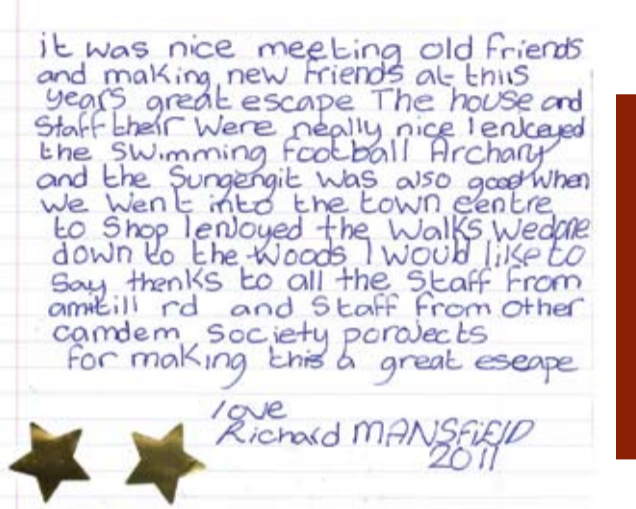 it was nice meeting old friends
and making new friends at this
years great escape The house and
Staff their were really nice I enjoyed
the swimming football Archary
and the Sungengit was also good when
we went into the town centre
to Shop I enjoyed the walks wedone
down to the woods I would like to
Say thenks to all the Staff from
amitill rd and Staff from other
camdem society porojects
for making this a great escape
love
Richard MANSFIELD
2011